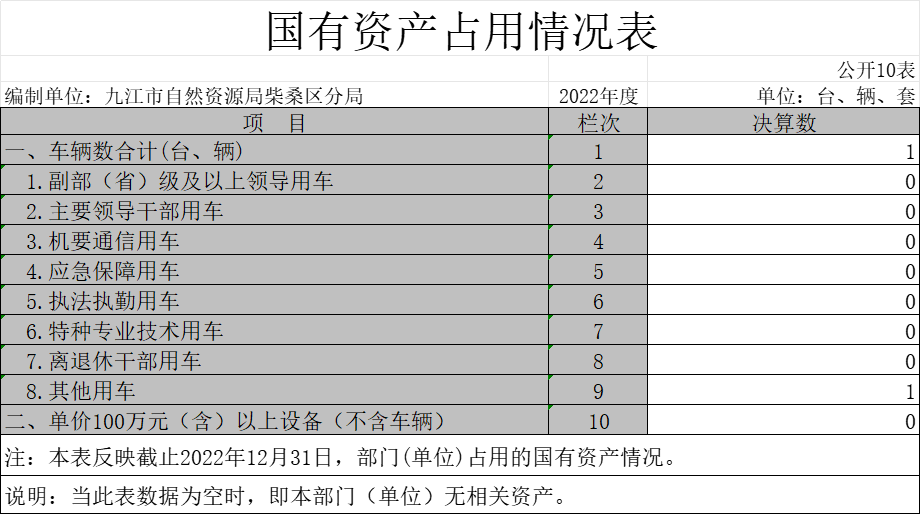 国有资产占用情况表
公开10表
编制单位：九江市自然资源局柴桑区分局 2022年度 单位：台、辆、套
项 目 栏次 决算数
一、车辆数合计(台、辆) 1 1
1.副部（省）级及以上领导用车 2 0
2.主要领导干部用车 3 0
3.机要通信用车 4 0
4.应急保障用车 5 0
5.执法执勤用车 6 0
6.特种专业技术用车 7 0
7.离退休干部用车 8 0
8.其他用车 9 1
二、单价100万元（含）以上设备（不含车辆） 10 0
注：本表反映截止2022年12月31日，部门(单位)占用的国有资产情况。
说明：当此表数据为空时，即本部门（单位）无相关资产。